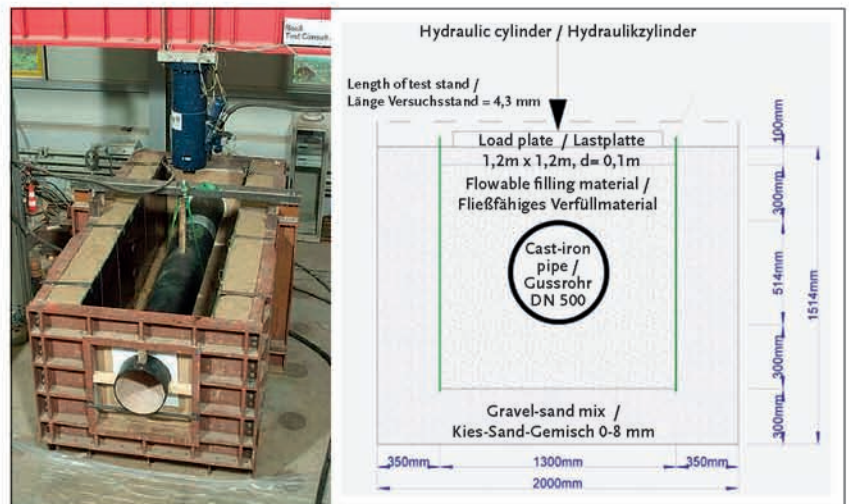 Test Consult
Hydraulic cylinder / Hydraulikzylinder
Length of test stand /
Länge Versuchsstand = 4,3 mm
Load plate / Lastplatte
1,2m x 1,2m, d= 0,1m
Flowable filling material /
Fließfähiges Verfüllmaterial
Cast-iron
pipe /
Gussrohr
DN 500
Gravel-sand mix /
Kies-Sand-Gemisch 0-8 mm
100mm
300mm
514mm
300mm
300mm
1514mm
350mm
1300mm
350mm
2000mm